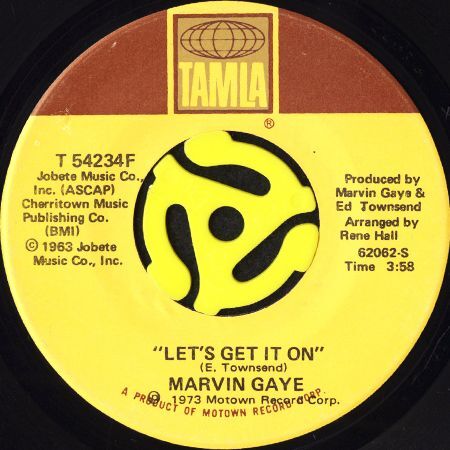 TAMLA
®
T 54234F
Jobete Music Co.,
Inc. (ASCAP)
Cherritown Music
Publishing Co.
(BMI)
© 1963 Jobete
Music Co., Inc.
Produced by
Marvin Gaye &
Ed Townsend
Arranged by
Rene Hall
62062-S
Time 3:58
"LET'S GET IT ON"
(E. Townsend)
MARVIN GAYE
℗ 1973 Motown Record Corp.
A PRODUCT OF MOTOWN RECORD CORP.